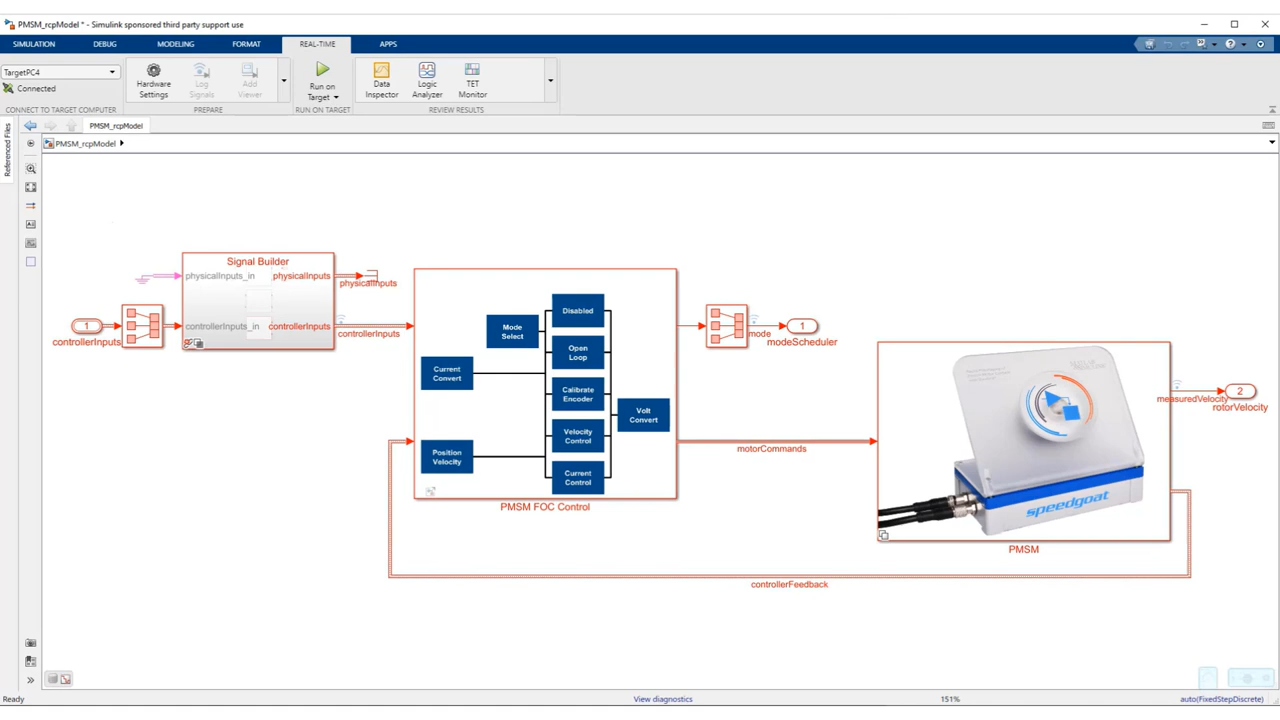 PMSM_rcpModel * - Simulink sponsored third party support use
SIMULATION
DEBUG
MODELING
FORMAT
REAL-TIME
APPS
TargetPC4
Connected
Hardware
Settings
Log
Signals
Add
Viewer
Run on
Target
Data
Inspector
Logic
Analyzer
TET
Monitor
CONNECT TO TARGET COMPUTER
PREPARE
RUN ON TARGET
REVIEW RESULTS
Referenced Files
PMSM_rcpModel
PMSM_rcpModel
Signal Builder
physicalInputs_in
physicalInputs
physicalInputs
1
controllerInputs
controllerInputs_in
controllerInputs
controllerInputs
Mode
Select
Disabled
Open
Loop
Current
Convert
Calibrate
Encoder
Volt
Convert
Velocity
Control
Position
Velocity
Current
Control
PMSM FOC Control
mode
1
modeScheduler
motorCommands
speedgoat
PMSM
measuredVelocity
2
rotorVelocity
controllerFeedback
Ready
View diagnostics
151%
auto(FixedStepDiscrete)